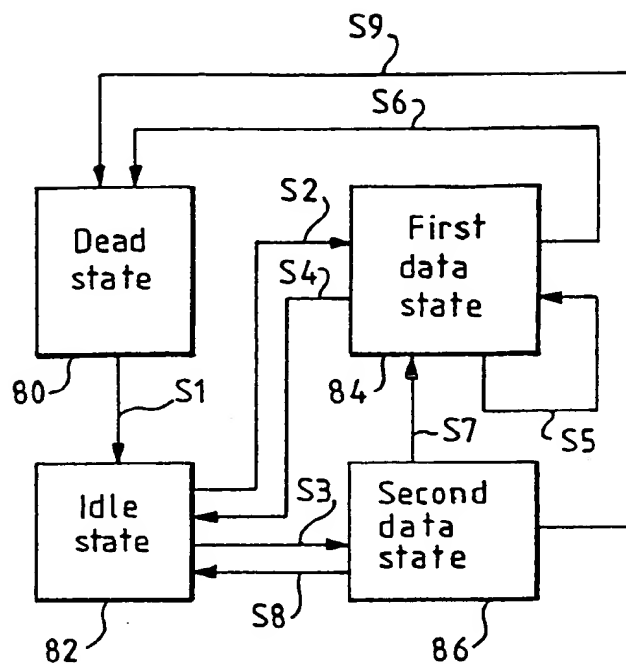 S9
S6
S2
Dead
state
First
data
state
S4
80
S1
84
S7
S5
Idle
state
S3
Second
data
state
S8
82
86